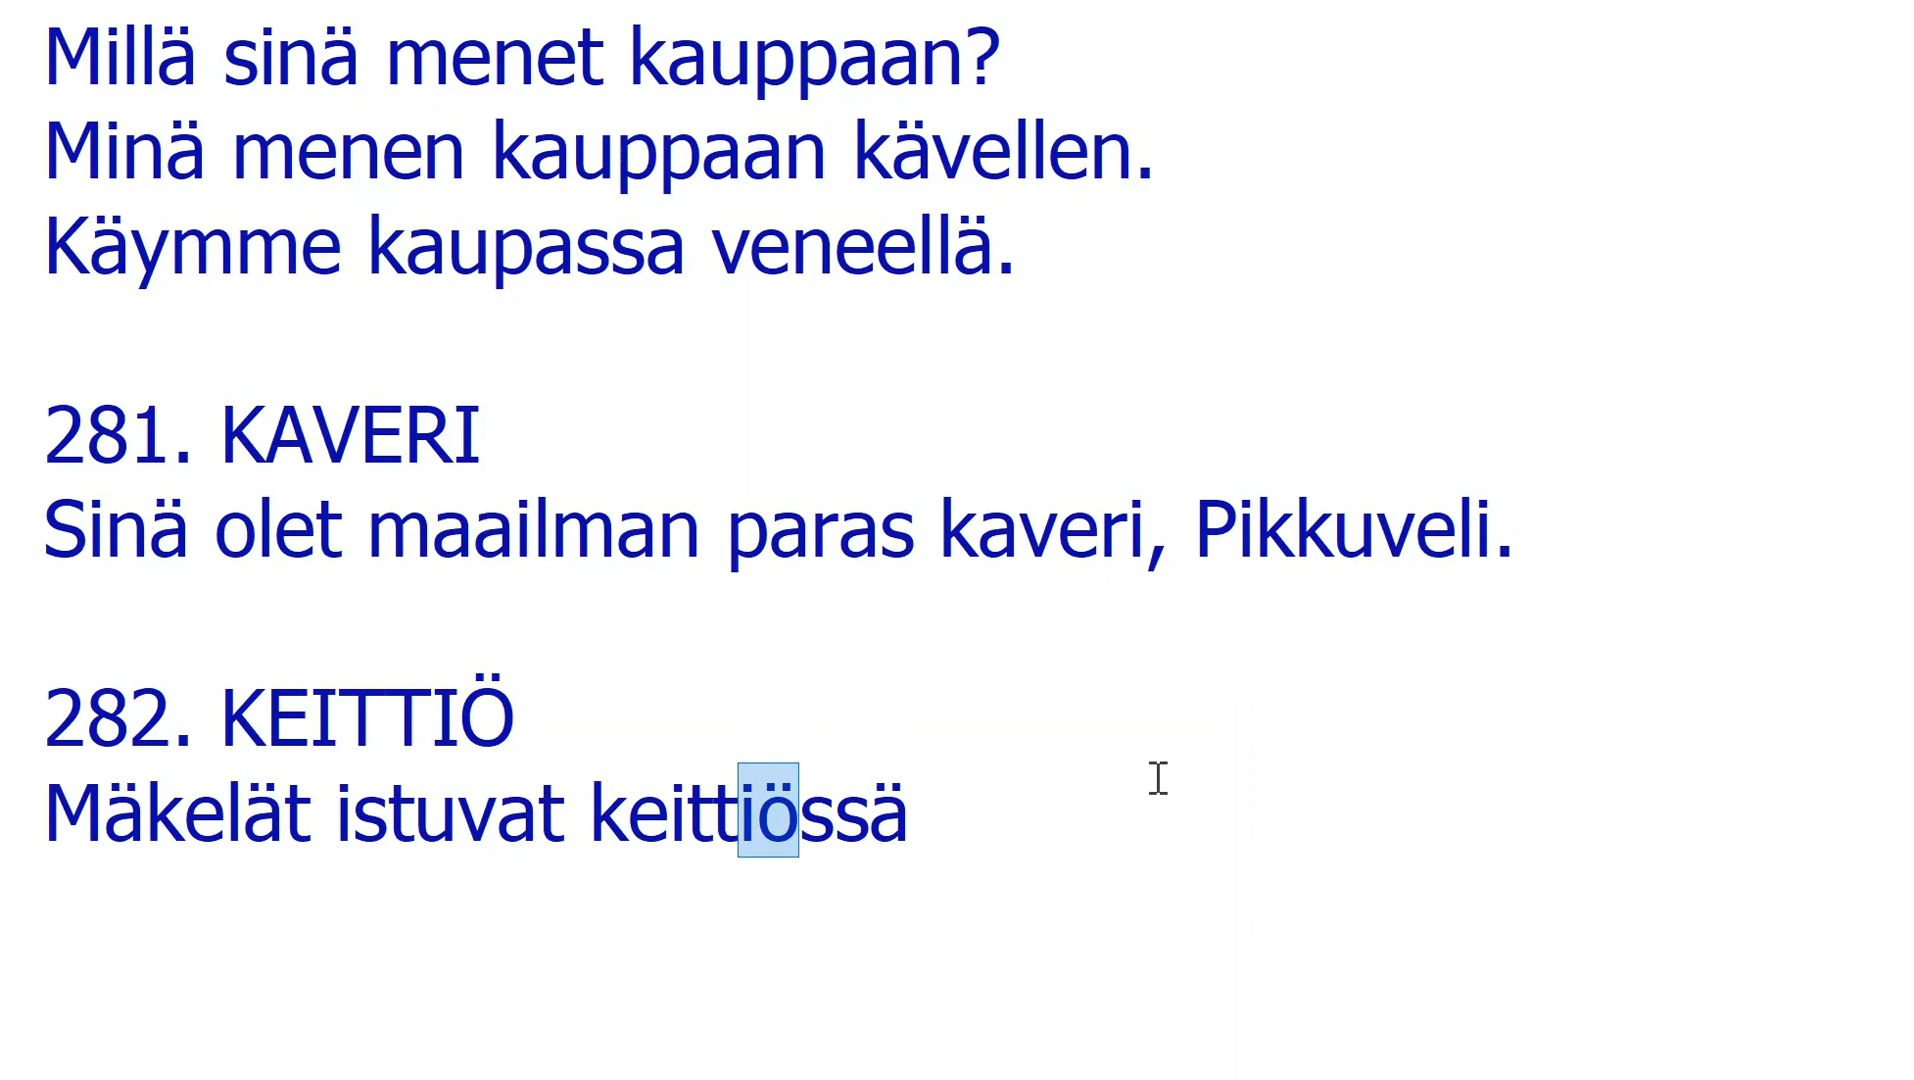 Millä sinä menet kauppaan?
Minä menen kauppaan kävellen.
Käymme kaupassa veneellä.
281. KAVERI
Sinä olet maailman paras kaveri, Pikkuveli.
282. KEITTIÖ
Mäkelät istuvat keittiössä